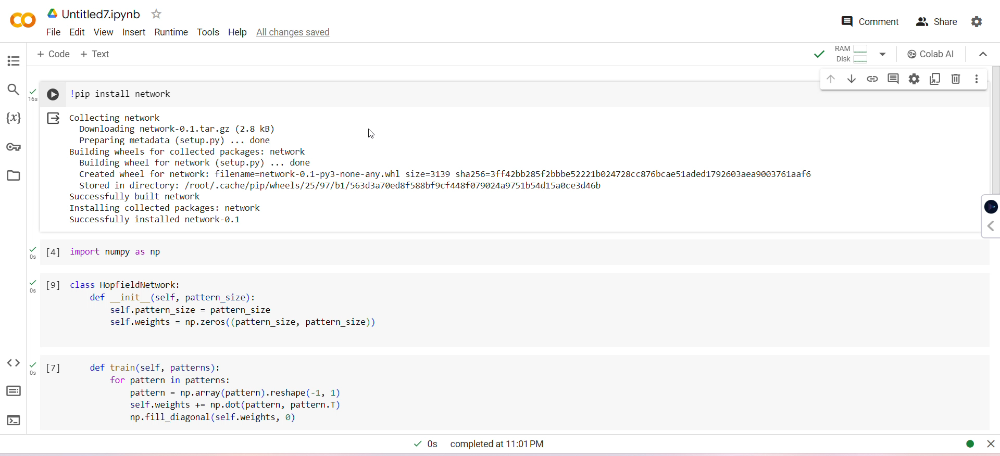 Untitled7.ipynb
File Edit View Insert Runtime Tools Help All changes saved
Comment Share
+ Code + Text
RAM
Disk
Colab AI
16s
!pip install network
Collecting network
  Downloading network-0.1.tar.gz (2.8 kB)
  Preparing metadata (setup.py) ... done
Building wheels for collected packages: network
  Building wheel for network (setup.py) ... done
  Created wheel for network: filename=network-0.1-py3-none-any.whl size=3139 sha256=3ff42bb285f2bbbe52221b024728cc876bcae51aded1792603aea9003761aaf6
  Stored in directory: /root/.cache/pip/wheels/25/97/b1/563d3a70ed8f588bf9cf448f079024a9751b54d15a0ce3d46b
Successfully built network
Installing collected packages: network
Successfully installed network-0.1
0s
[4] import numpy as np
0s
[9] class HopfieldNetwork:
    def __init__(self, pattern_size):
        self.pattern_size = pattern_size
        self.weights = np.zeros((pattern_size, pattern_size))
0s
[7]     def train(self, patterns):
        for pattern in patterns:
            pattern = np.array(pattern).reshape(-1, 1)
            self.weights += np.dot(pattern, pattern.T)
            np.fill_diagonal(self.weights, 0)
0s completed at 11:01 PM